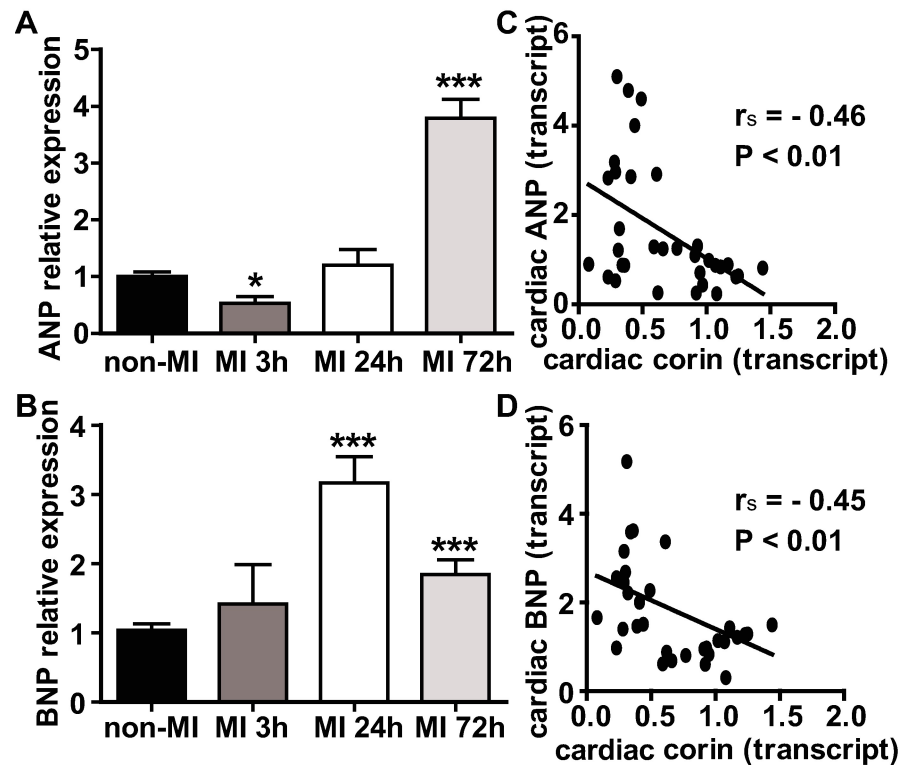 A
ANP relative expression
5
4
3
2
1
0
***
*
non-MI MI 3h MI 24h MI 72h
C
cardiac ANP (transcript)
6
4
2
0
rs = - 0.46
P < 0.01
0.0 0.5 1.0 1.5 2.0
cardiac corin (transcript)
B
BNP relative expression
4
3
2
1
0
***
***
non-MI MI 3h MI 24h MI 72h
D
cardiac BNP (transcript)
6
4
2
0
rs = - 0.45
P < 0.01
0.0 0.5 1.0 1.5 2.0
cardiac corin (transcript)